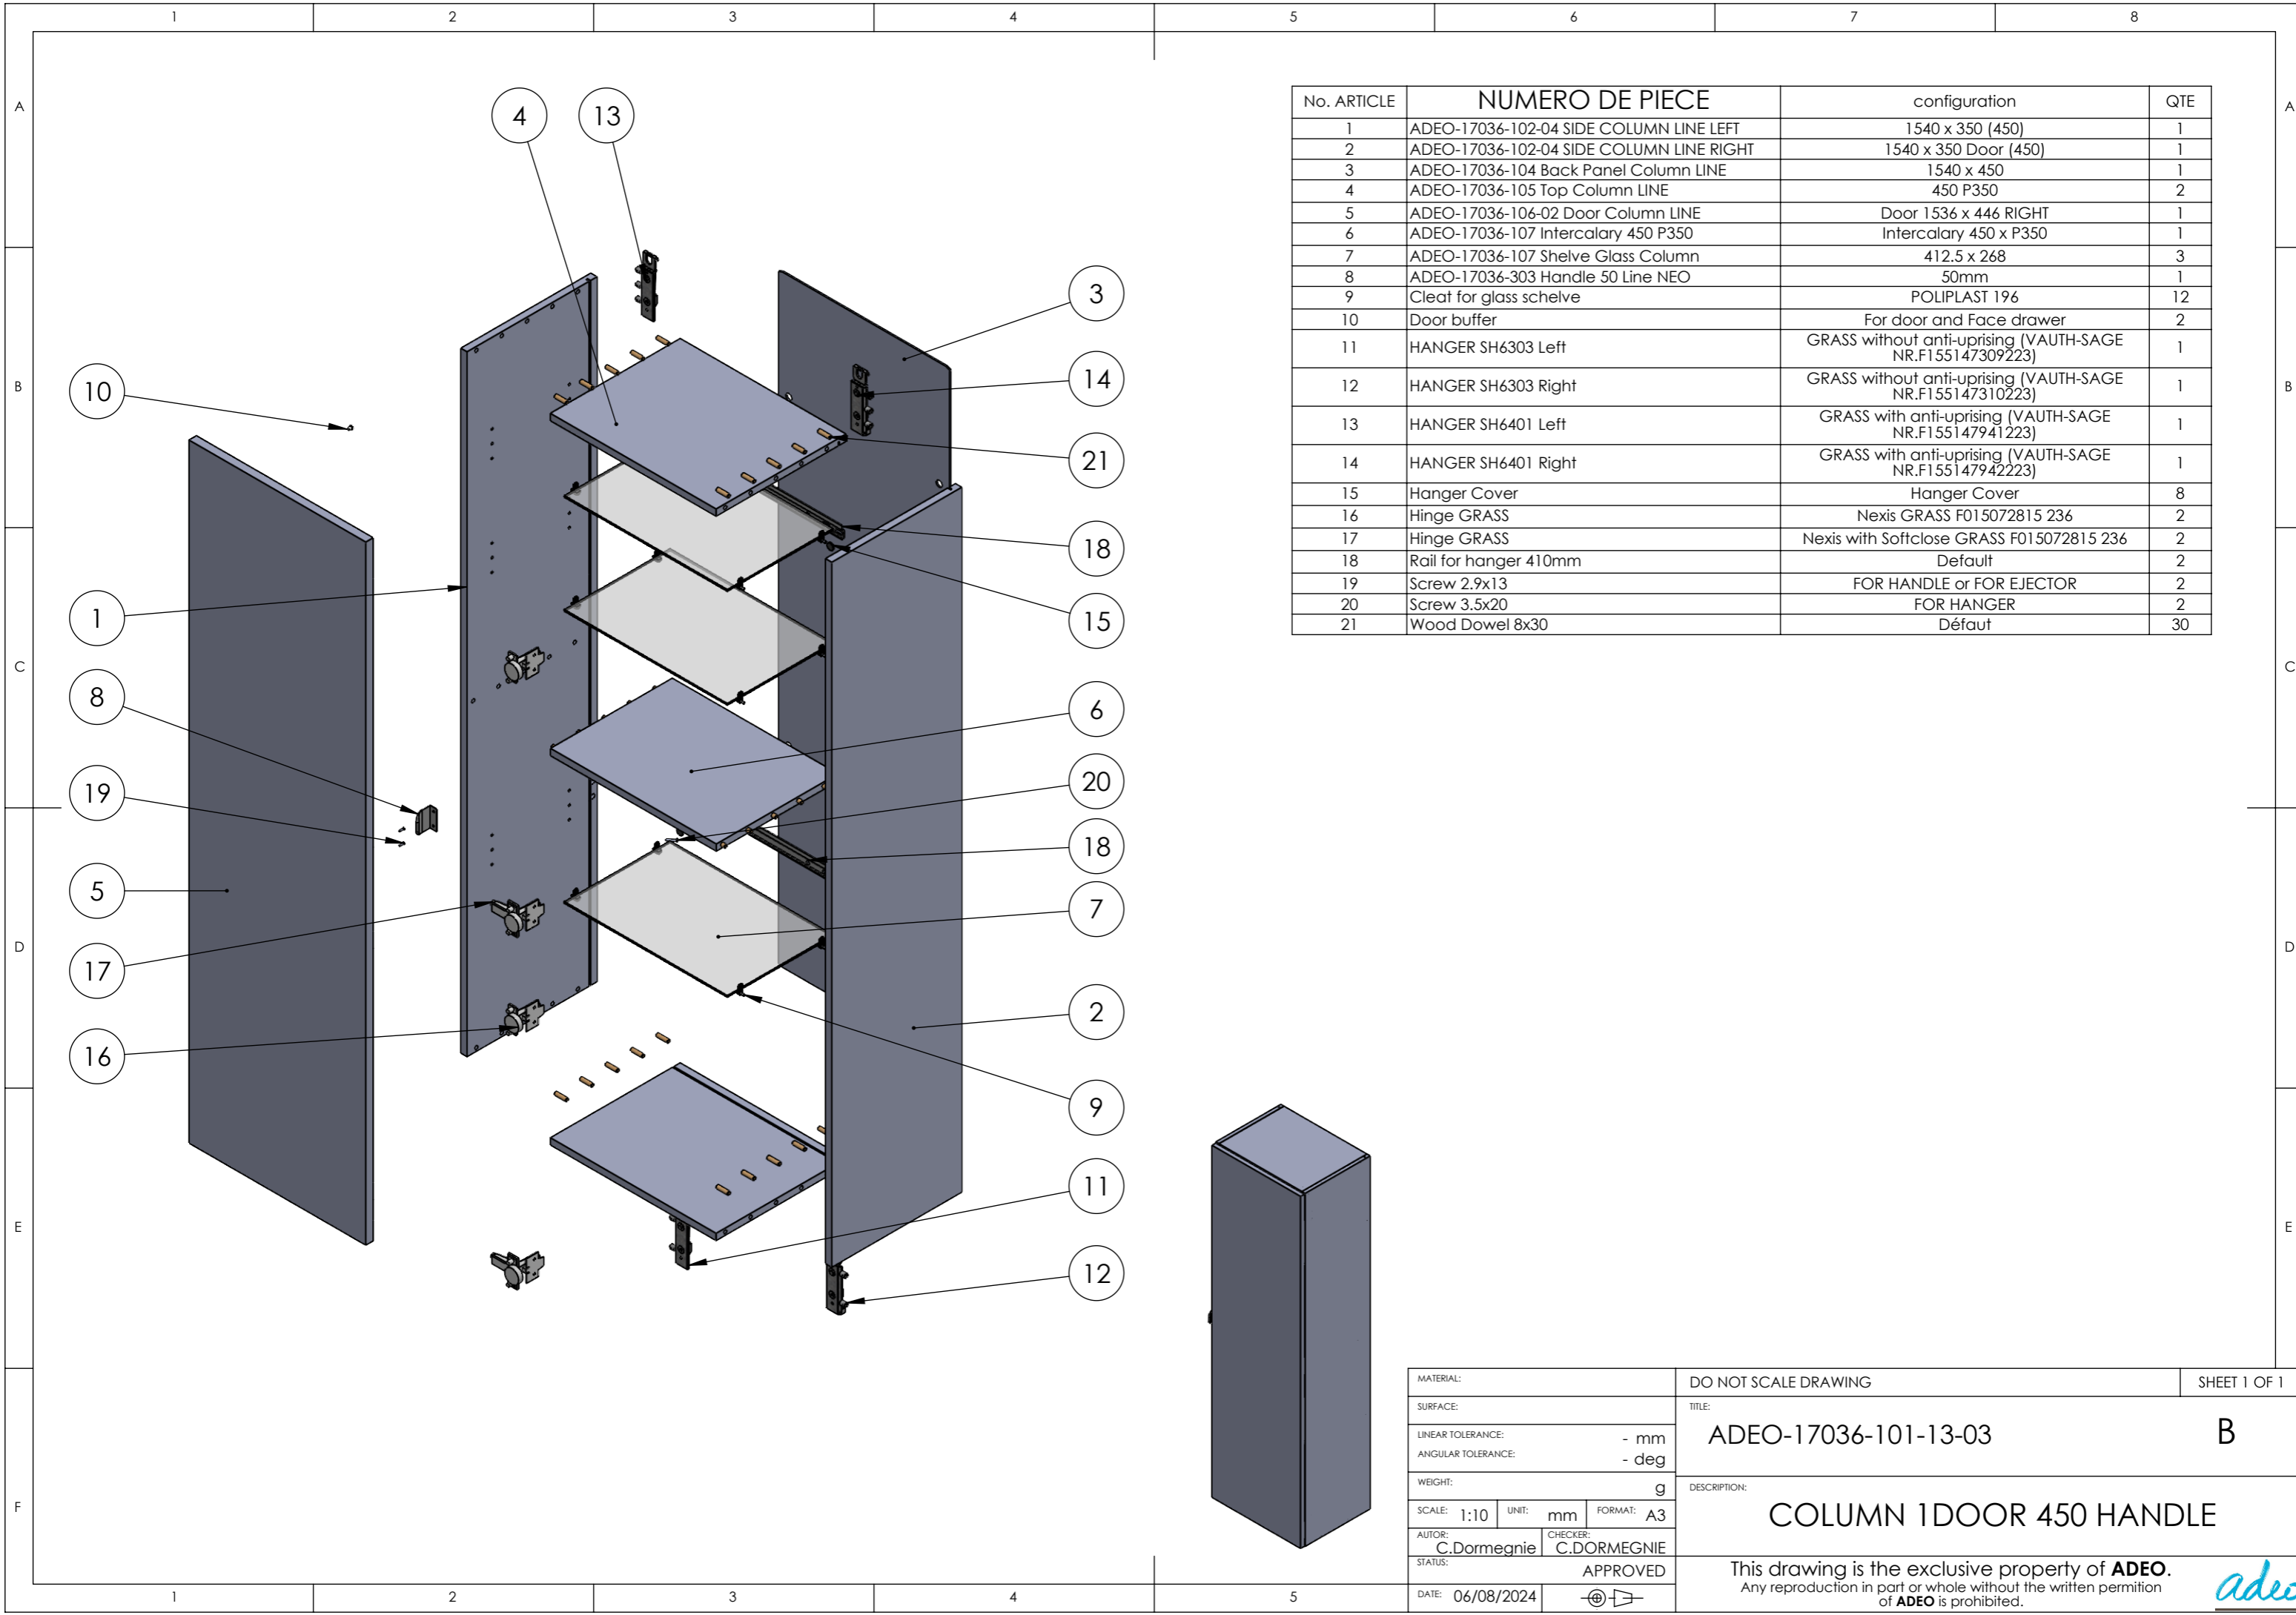 1 2 3 4 5 6 7 8
A A
B B
C C
D D
E E
F
4 13
3
10
14
21
18
1
15
8
6
19
20
18
5
7
17
2
16
9
11
12
No. ARTICLE NUMERO DE PIECE configuration QTE
1 ADEO-17036-102-04 SIDE COLUMN LINE LEFT 1540 x 350 (450) 1
2 ADEO-17036-102-04 SIDE COLUMN LINE RIGHT 1540 x 350 Door (450) 1
3 ADEO-17036-104 Back Panel Column LINE 1540 x 450 1
4 ADEO-17036-105 Top Column LINE 450 P350 2
5 ADEO-17036-106-02 Door Column LINE Door 1536 x 446 RIGHT 1
6 ADEO-17036-107 Intercalary 450 P350 Intercalary 450 x P350 1
7 ADEO-17036-107 Shelve Glass Column 412.5 x 268 3
8 ADEO-17036-303 Handle 50 Line NEO 50mm 1
9 Cleat for glass schelve POLIPLAST 196 12
10 Door buffer For door and Face drawer 2
11 HANGER SH6303 Left GRASS without anti-uprising (VAUTH-SAGE NR.F155147309223) 1
12 HANGER SH6303 Right GRASS without anti-uprising (VAUTH-SAGE NR.F155147310223) 1
13 HANGER SH6401 Left GRASS with anti-uprising (VAUTH-SAGE NR.F155147941223) 1
14 HANGER SH6401 Right GRASS with anti-uprising (VAUTH-SAGE NR.F155147942223) 1
15 Hanger Cover Hanger Cover 8
16 Hinge GRASS Nexis GRASS F015072815 236 2
17 Hinge GRASS Nexis with Softclose GRASS F015072815 236 2
18 Rail for hanger 410mm Default 2
19 Screw 2.9x13 FOR HANDLE or FOR EJECTOR 2
20 Screw 3.5x20 FOR HANGER 2
21 Wood Dowel 8x30 Défaut 30
MATERIAL:
SURFACE:
LINEAR TOLERANCE: - mm
ANGULAR TOLERANCE: - deg
WEIGHT: g
SCALE: 1:10 UNIT: mm FORMAT: A3
AUTOR: C.Dormegnie CHECKER: C.DORMEGNIE
STATUS: APPROVED
DATE: 06/08/2024
DO NOT SCALE DRAWING SHEET 1 OF 1
TITLE:
ADEO-17036-101-13-03 B
DESCRIPTION:
COLUMN 1DOOR 450 HANDLE
This drawing is the exclusive property of ADEO.
Any reproduction in part or whole without the written permition
of ADEO is prohibited.
adeo
1 2 3 4 5